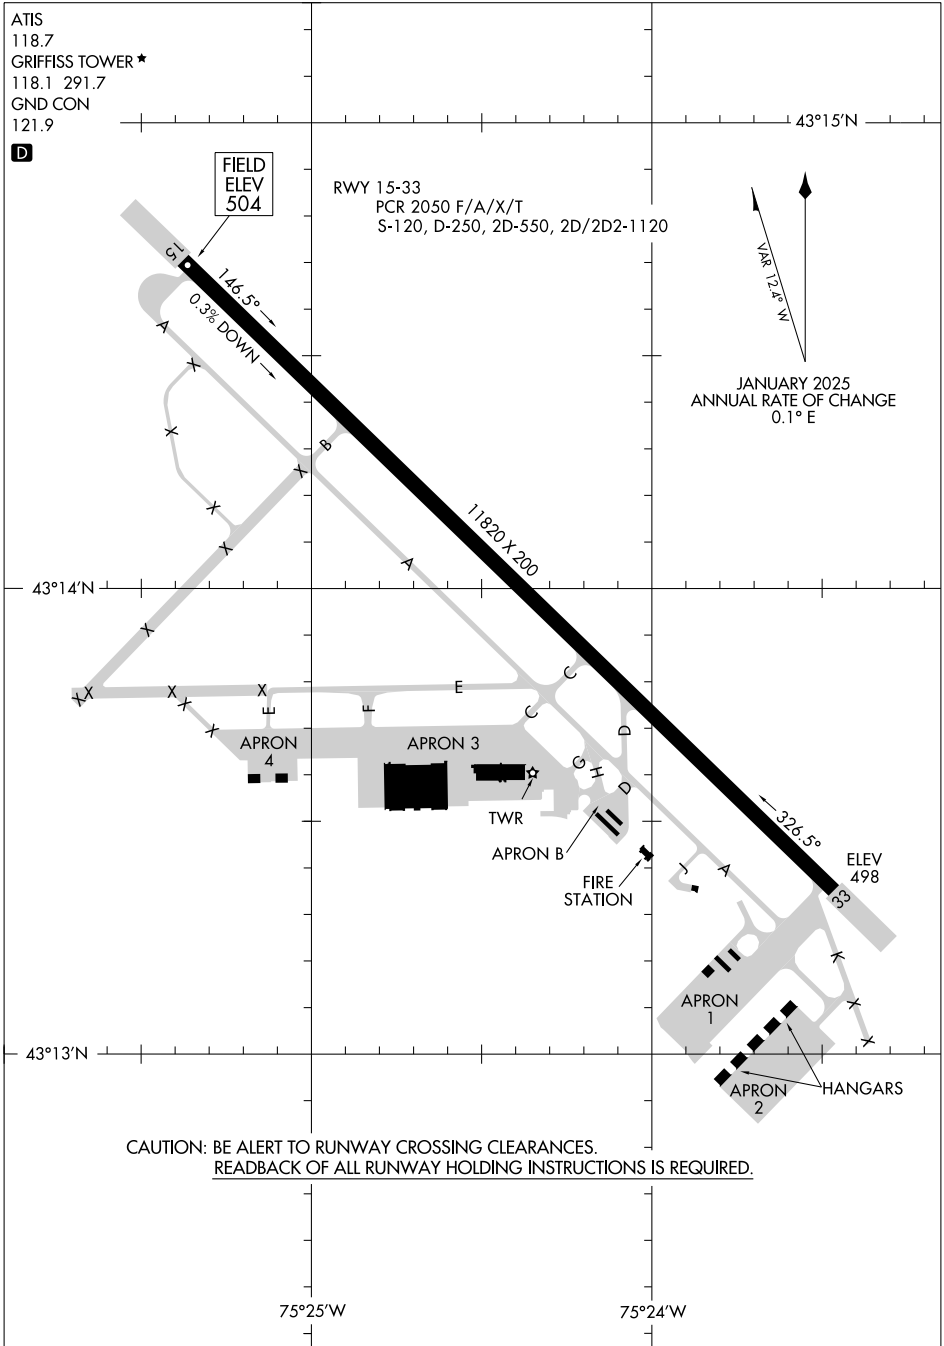 ATIS
118.7
GRIFFISS TOWER ★
118.1 291.7
GND CON
121.9
D
43°15'N
FIELD
ELEV
504
RWY 15-33
PCR 2050 F/A/X/T
S-120, D-250, 2D-550, 2D/2D2-1120
VAR 12.4° W
JANUARY 2025
ANNUAL RATE OF CHANGE
0.1° E
15
146.5°
0.3% DOWN
A
X
X
B
X
X
X
11820 X 200
A
43°14'N
X
X
X
X
X
E
C
X
E
F
C
D
X
APRON
4
APRON 3
G
H
D
TWR
APRON B
326.5°
FIRE
STATION
J
A
ELEV
498
33
K
APRON
1
X
X
43°13'N
APRON
2
HANGARS
CAUTION: BE ALERT TO RUNWAY CROSSING CLEARANCES.
READBACK OF ALL RUNWAY HOLDING INSTRUCTIONS IS REQUIRED.
75°25'W
75°24'W